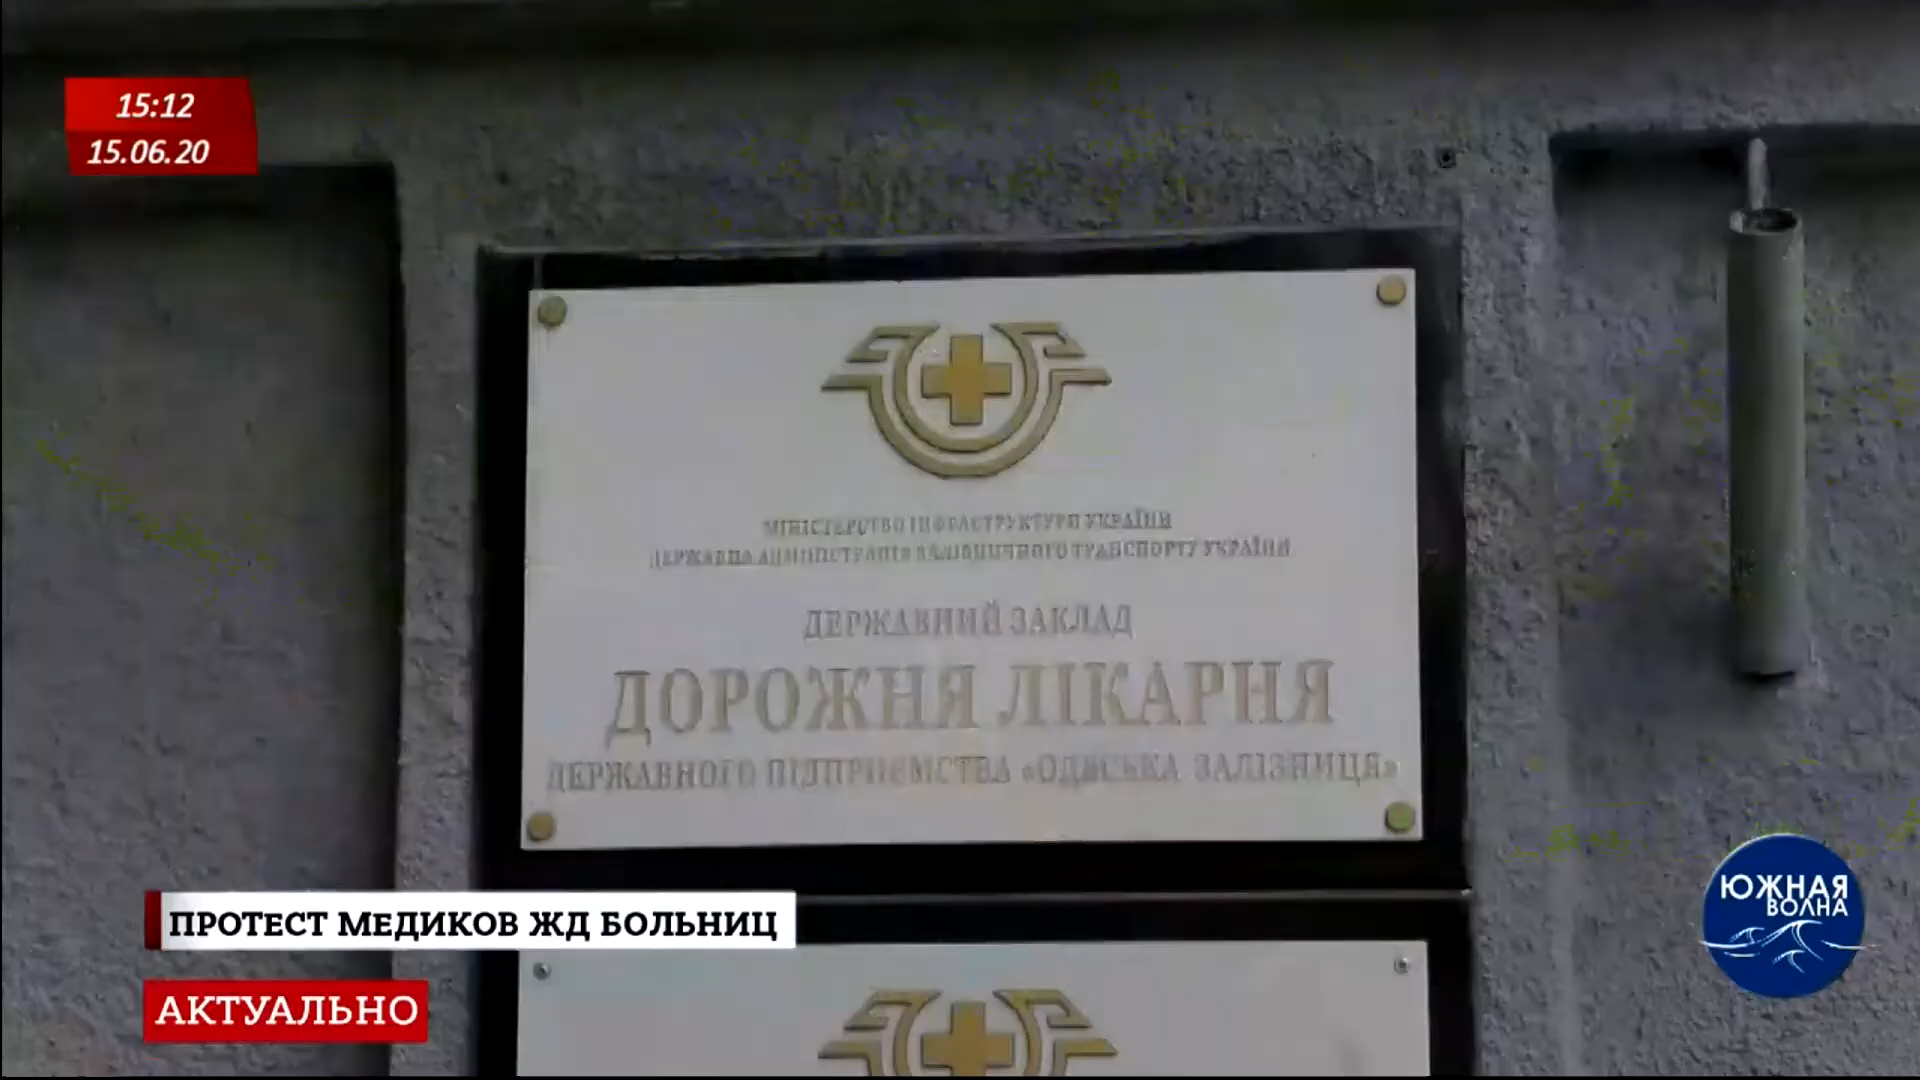 15:12
15.06.20
МІНІСТЕРСТВО ІНФРАСТРУКТУРИ УКРАЇНИ
ДЕРЖАВНА АДМІНІСТРАЦІЯ ЗАЛІЗНИЧНОГО ТРАНСПОРТУ УКРАЇНИ
ДЕРЖАВНИЙ ЗАКЛАД
ДОРОЖНЯ ЛІКАРНЯ
ДЕРЖАВНОГО ПІДПРИЄМСТВА «ОДЕСЬКА ЗАЛІЗНИЦЯ»
ПРОТЕСТ МЕДИКОВ ЖД БОЛЬНИЦ
АКТУАЛЬНО
ЮЖНАЯ
ВОЛНА